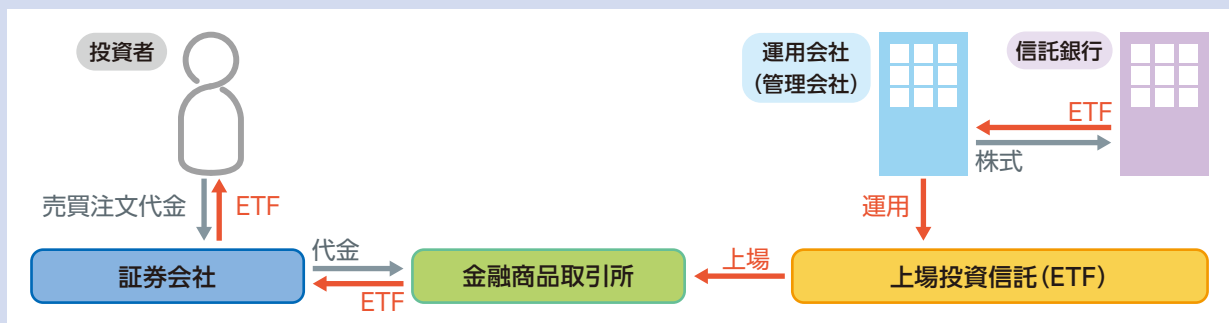 投資者
運用会社
(管理会社)
信託銀行
ETF
株式
売買注文代金
ETF
運用
証券会社
代金
ETF
金融商品取引所
上場
上場投資信託(ETF)